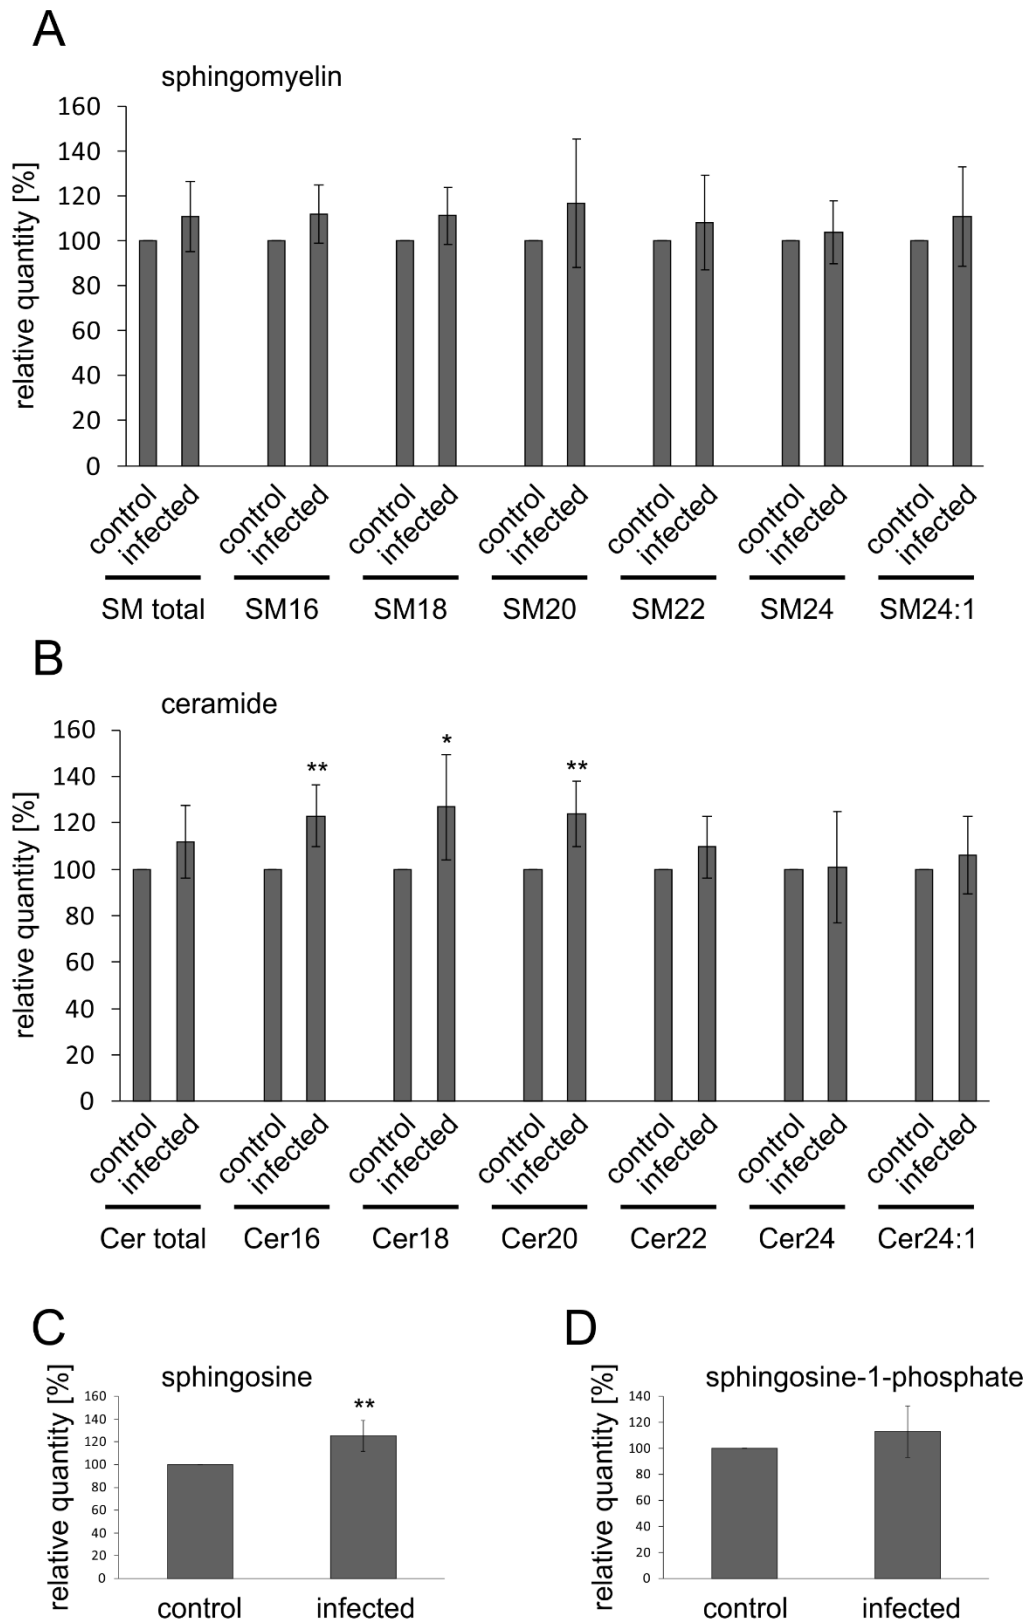 A
sphingomyelin
relative quantity [%]
160
140
120
100
80
60
40
20
0
control infected control infected control infected control infected control infected control infected control infected
SM total SM16 SM18 SM20 SM22 SM24 SM24:1
B
ceramide
relative quantity [%]
160
140
120
100
80
60
40
20
0
** * **
control infected control infected control infected control infected control infected control infected control infected
Cer total Cer16 Cer18 Cer20 Cer22 Cer24 Cer24:1
C
sphingosine
relative quantity [%]
160
140
120
100
80
60
40
20
0
**
control infected
D
sphingosine-1-phosphate
relative quantity [%]
140
120
100
80
60
40
20
0
control infected